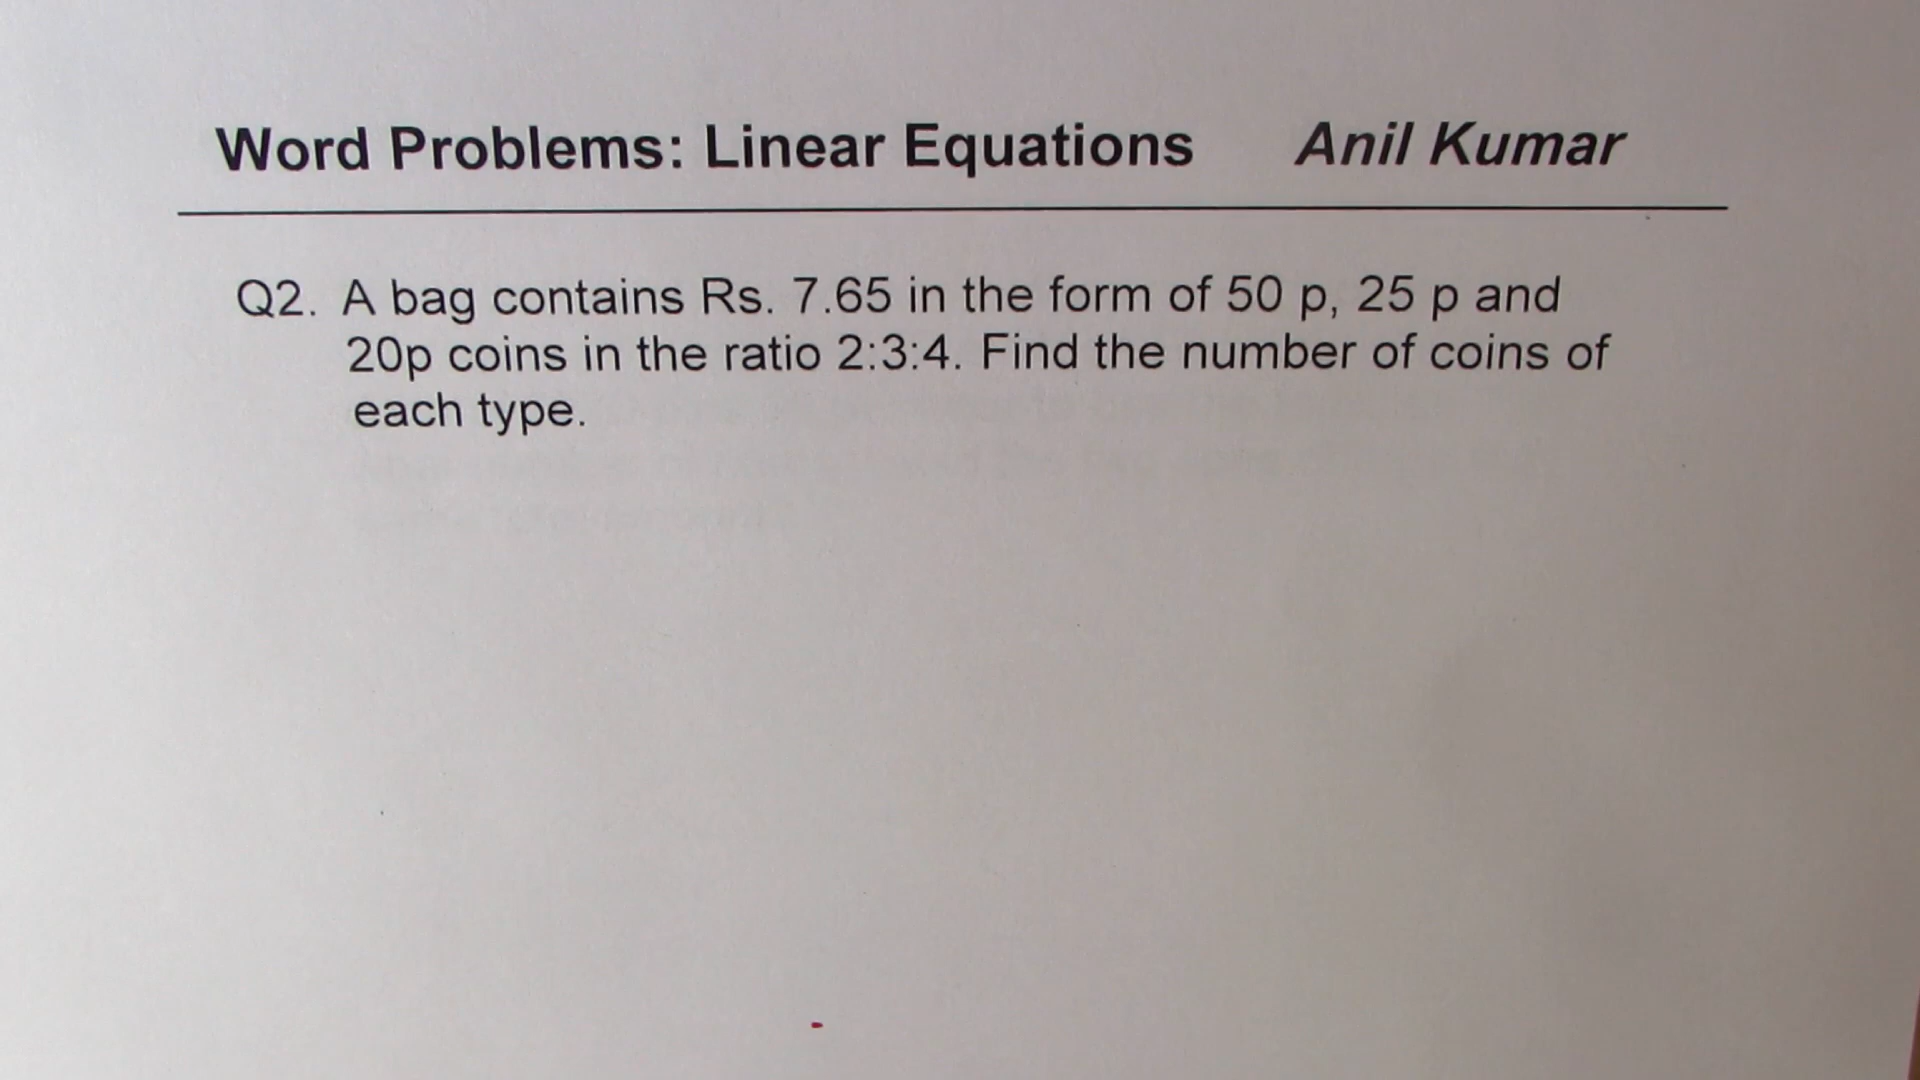 Word Problems: Linear Equations Anil Kumar
Q2. A bag contains Rs. 7.65 in the form of 50 p, 25 p and
20p coins in the ratio 2:3:4. Find the number of coins of
each type.